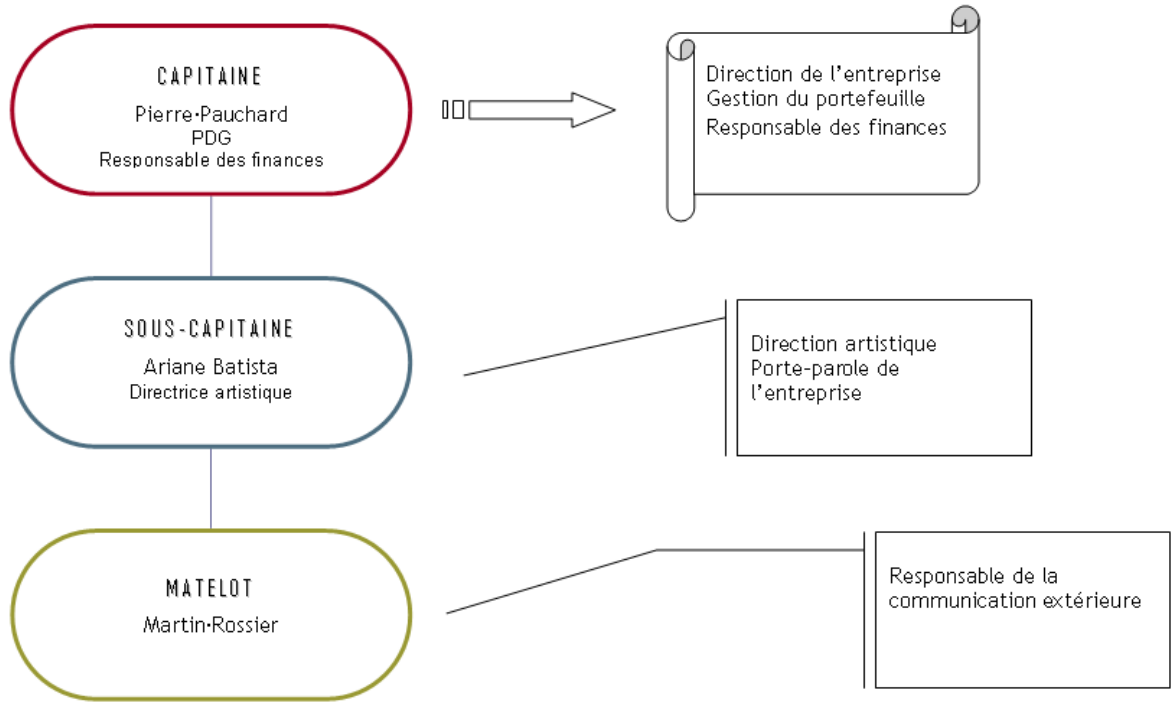 CAPITAINE
Pierre·Pauchard
PDG
Responsable des finances
Direction de l'entreprise
Gestion du portefeuille
Responsable des finances
SOUS-CAPITAINE
Ariane Batista
Directrice artistique
Direction artistique
Porte-parole de
l'entreprise
MATELOT
Martin·Rossier
Responsable de la
communication extérieure